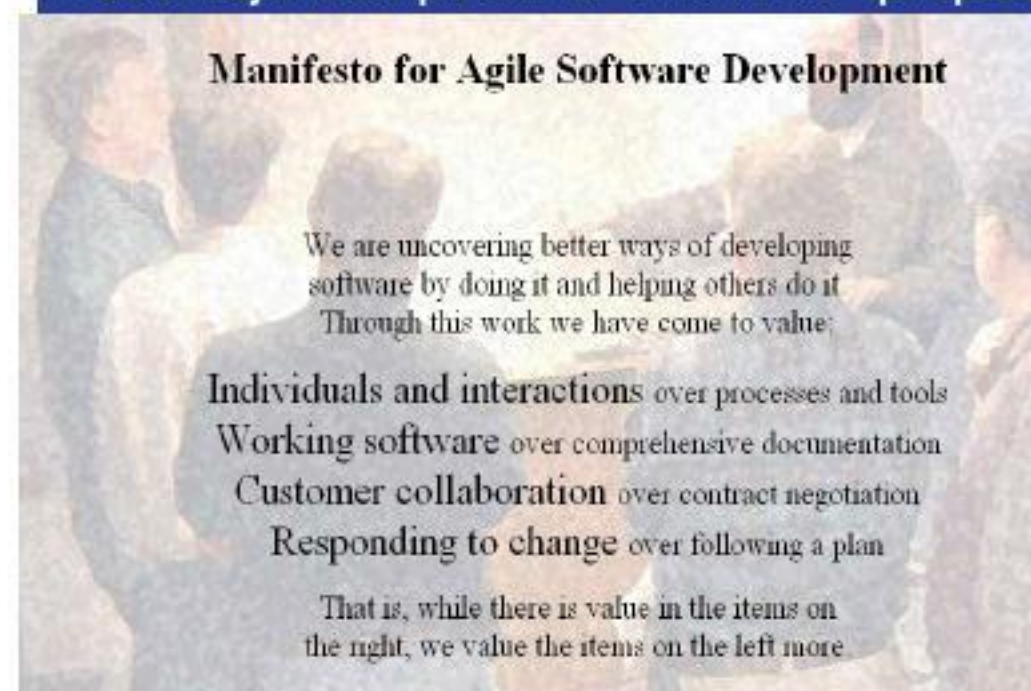 Manifesto for Agile Software Development
We are uncovering better ways of developing
software by doing it and helping others do it
Through this work we have come to value:
Individuals and interactions over processes and tools
Working software over comprehensive documentation
Customer collaboration over contract negotiation
Responding to change over following a plan
That is, while there is value in the items on
the right, we value the items on the left more